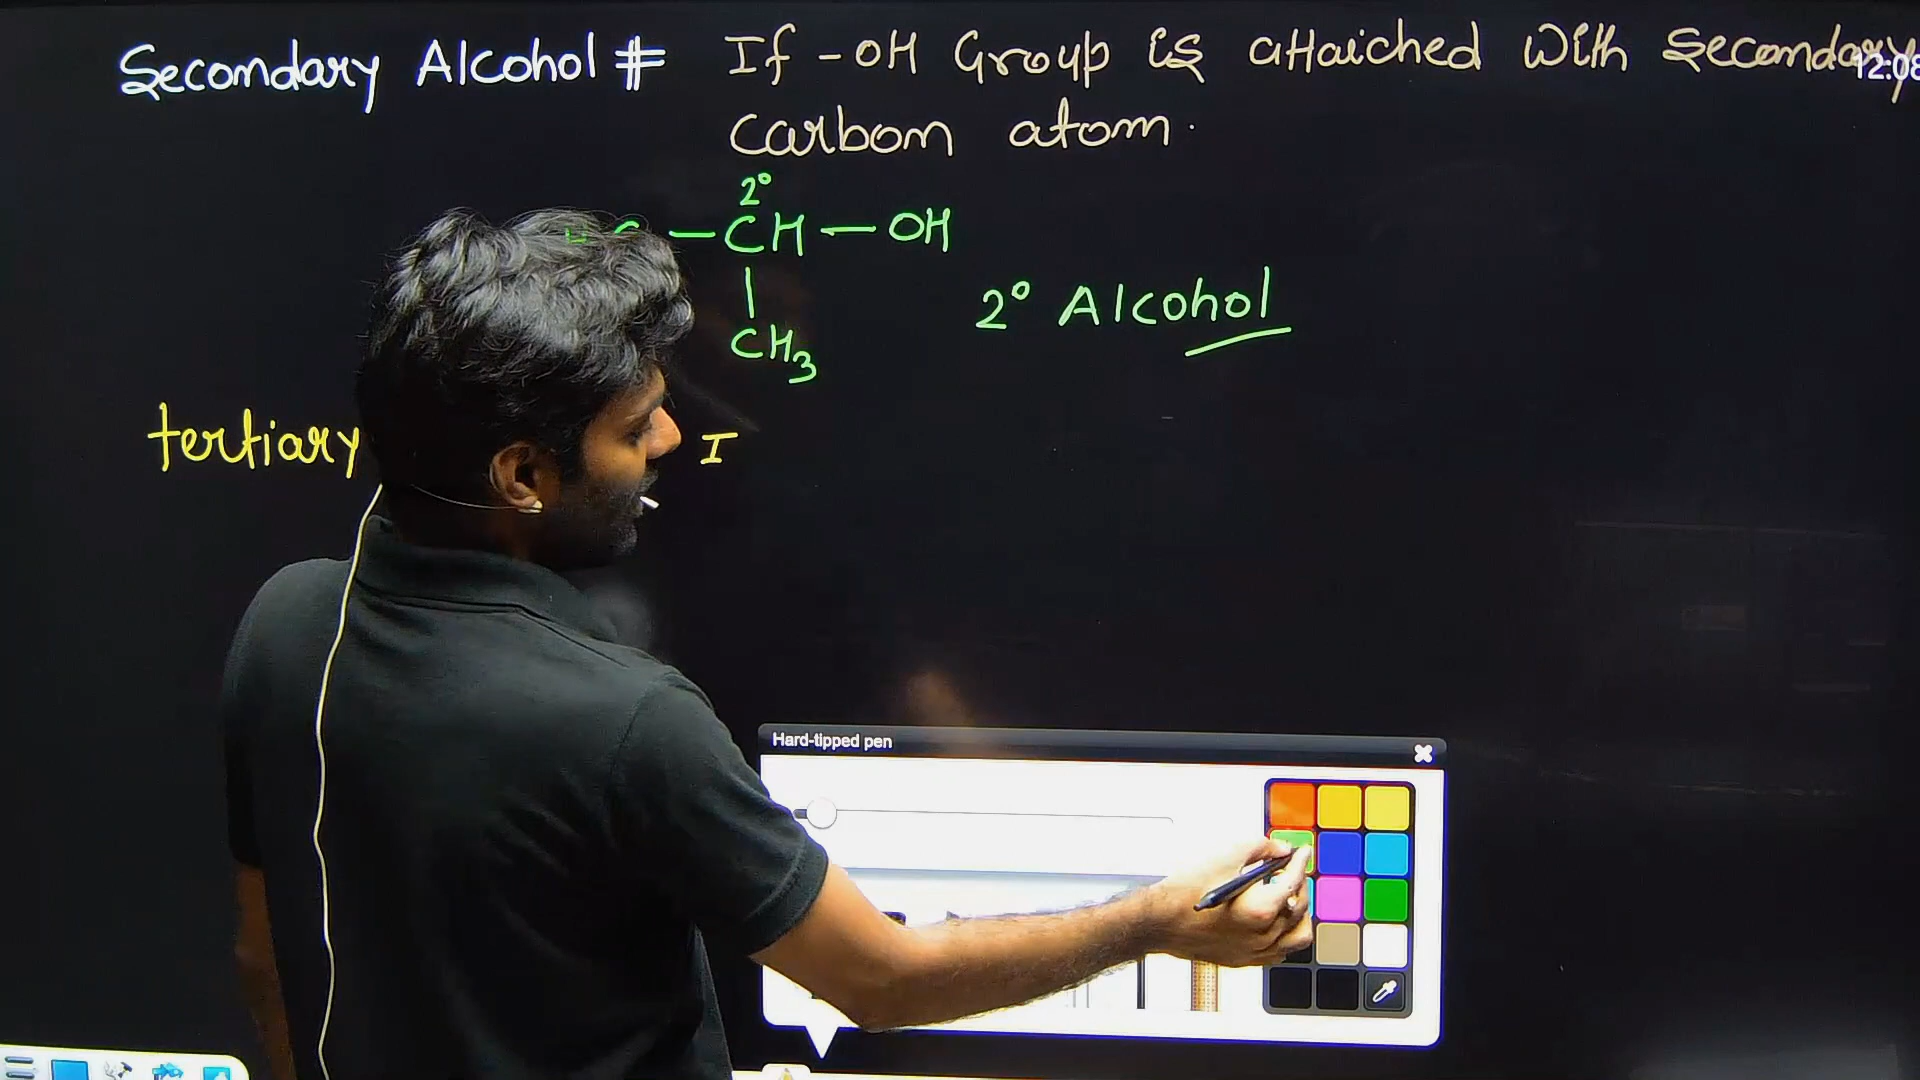 Secondary Alcohol # If -OH Group is attaiched with Secondary
12:08
carbon atom.
2°
— CH — OH
|
CH3
2° Alcohol
tertiary
I
Hard-tipped pen